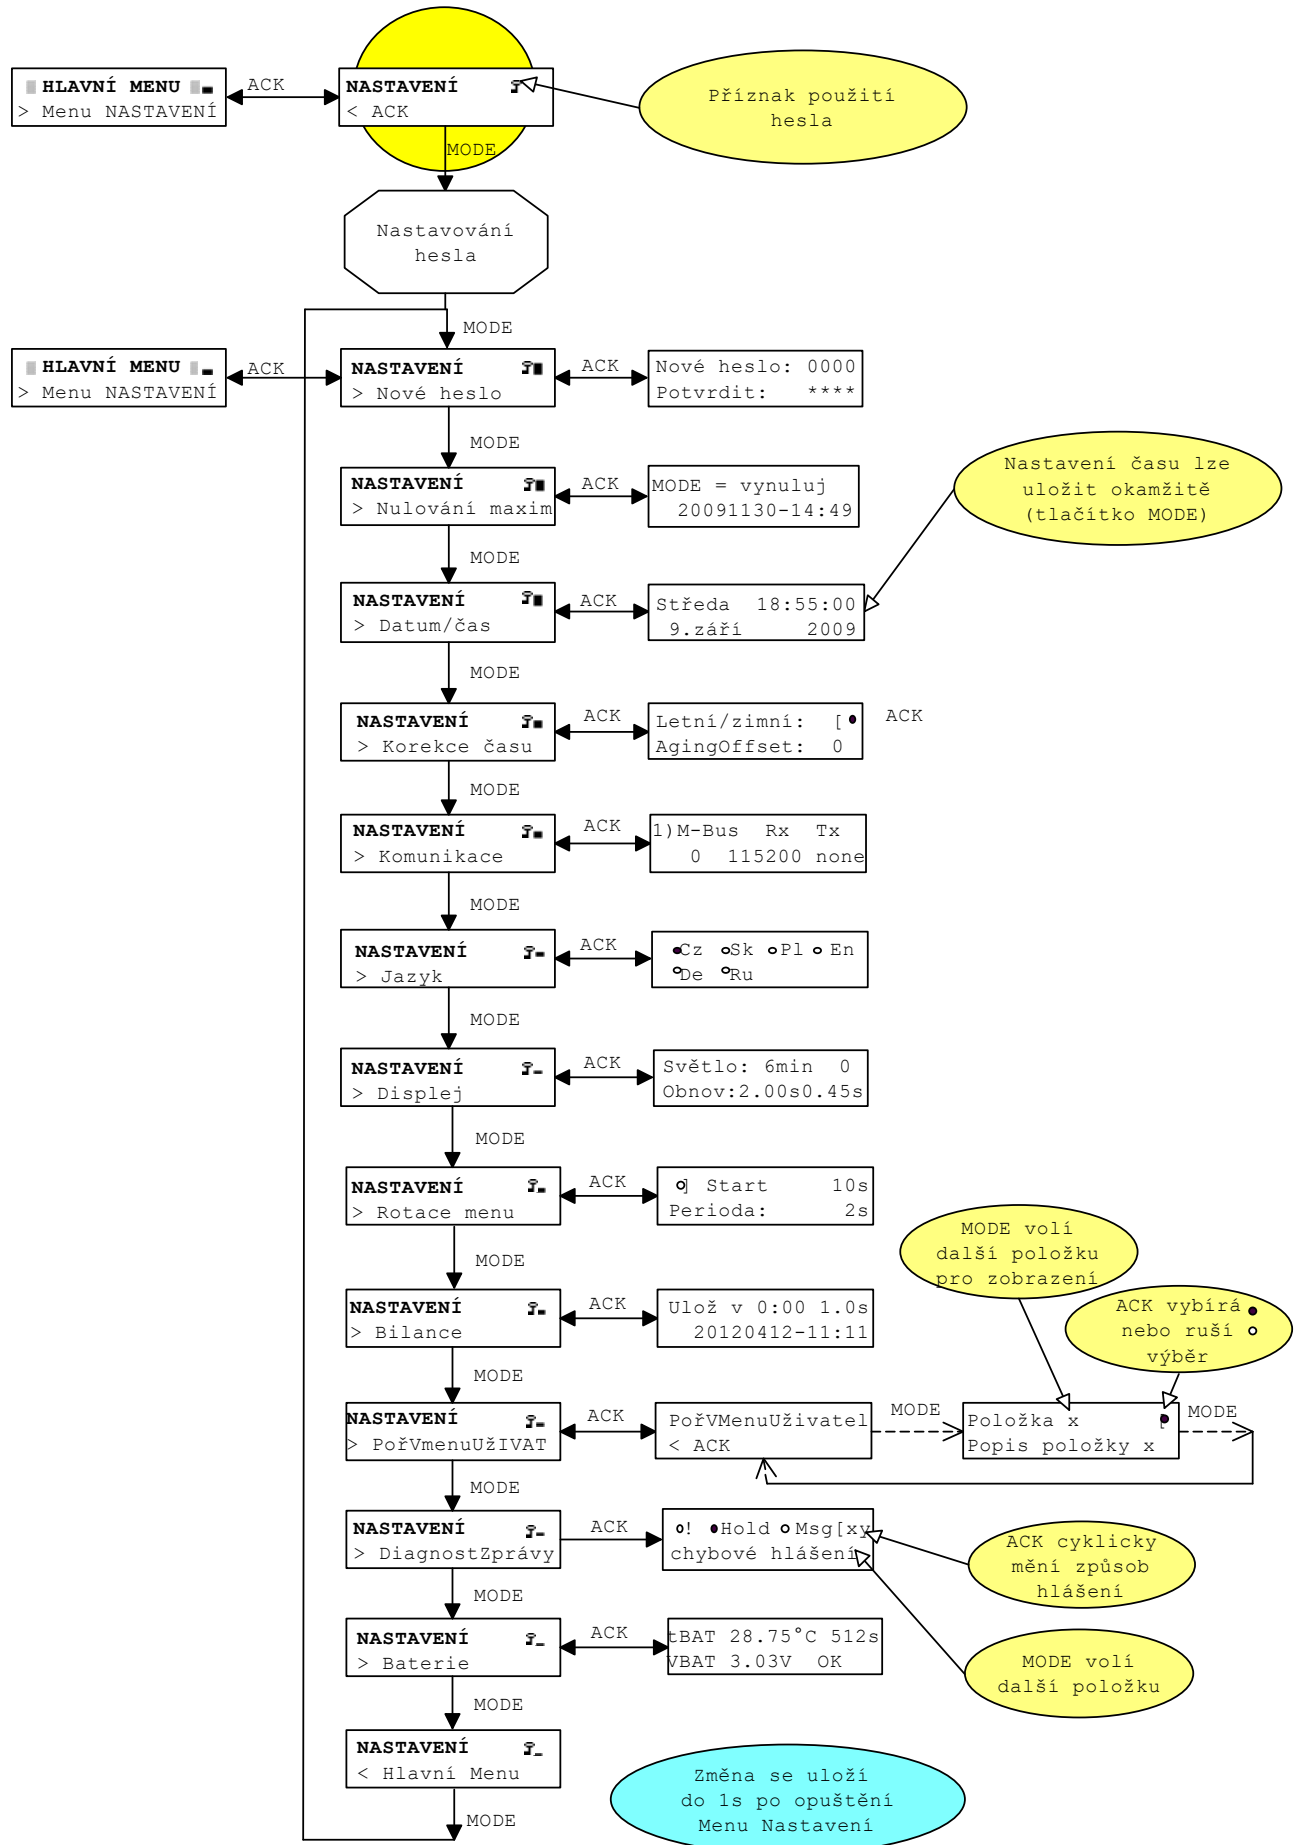 HLAVNÍ MENU
> Menu NASTAVENÍ
ACK
NASTAVENÍ
< ACK
Příznak použití
hesla
MODE
Nastavování
hesla
MODE
HLAVNÍ MENU
> Menu NASTAVENÍ
ACK
NASTAVENÍ
> Nové heslo
ACK
Nové heslo: 0000
Potvrdit: ****
MODE
NASTAVENÍ
> Nulování maxim
ACK
MODE = vynuluj
20091130-14:49
Nastavení času lze
uložit okamžitě
(tlačítko MODE)
MODE
NASTAVENÍ
> Datum/čas
ACK
Středa 18:55:00
9.září 2009
MODE
NASTAVENÍ
> Korekce času
ACK
Letní/zimní: [●
AgingOffset: 0
ACK
MODE
NASTAVENÍ
> Komunikace
ACK
1)M-Bus Rx Tx
0 115200 none
MODE
NASTAVENÍ
> Jazyk
ACK
●Cz ○Sk ○Pl ○ En
○De ○Ru
MODE
NASTAVENÍ
> Displej
ACK
Světlo: 6min 0
Obnov:2.00s0.45s
MODE
NASTAVENÍ
> Rotace menu
ACK
○] Start 10s
Perioda: 2s
MODE
NASTAVENÍ
> Bilance
ACK
Ulož v 0:00 1.0s
20120412-11:11
MODE volí
další položku
pro zobrazení
ACK vybírá ●
nebo ruší ○
výběr
MODE
NASTAVENÍ
> PořVmenuUžIVAT
ACK
PořVMenuUživatel
< ACK
MODE
Položka x [●
Popis položky x
MODE
MODE
NASTAVENÍ
> DiagnostZprávy
ACK
○! ●Hold ○Msg[xy
chybové hlášení
ACK cyklicky
mění způsob
hlášení
MODE
NASTAVENÍ
> Baterie
ACK
tBAT 28.75°C 512s
VBAT 3.03V OK
MODE volí
další položku
MODE
NASTAVENÍ
< Hlavní Menu
MODE
Změna se uloží
do 1s po opuštění
Menu Nastavení